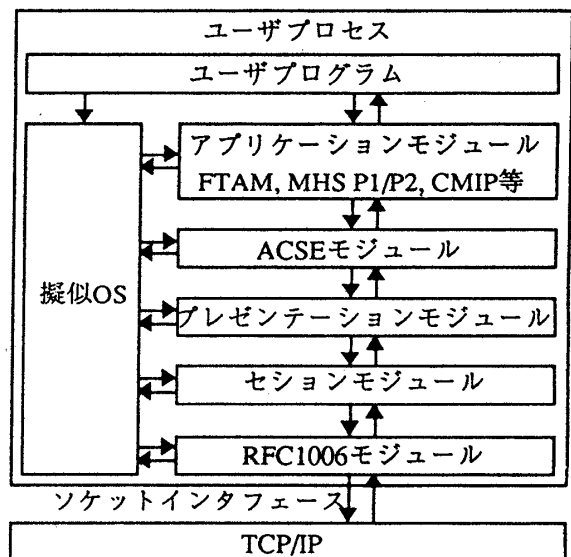 ユーザプロセス
ユーザプログラム
アプリケーションモジュール
FTAM, MHS P1/P2, CMIP等
ACSEモジュール
擬似OS
プレゼンテーションモジュール
セションモジュール
RFC1006モジュール
ソケットインタフェース
TCP/IP